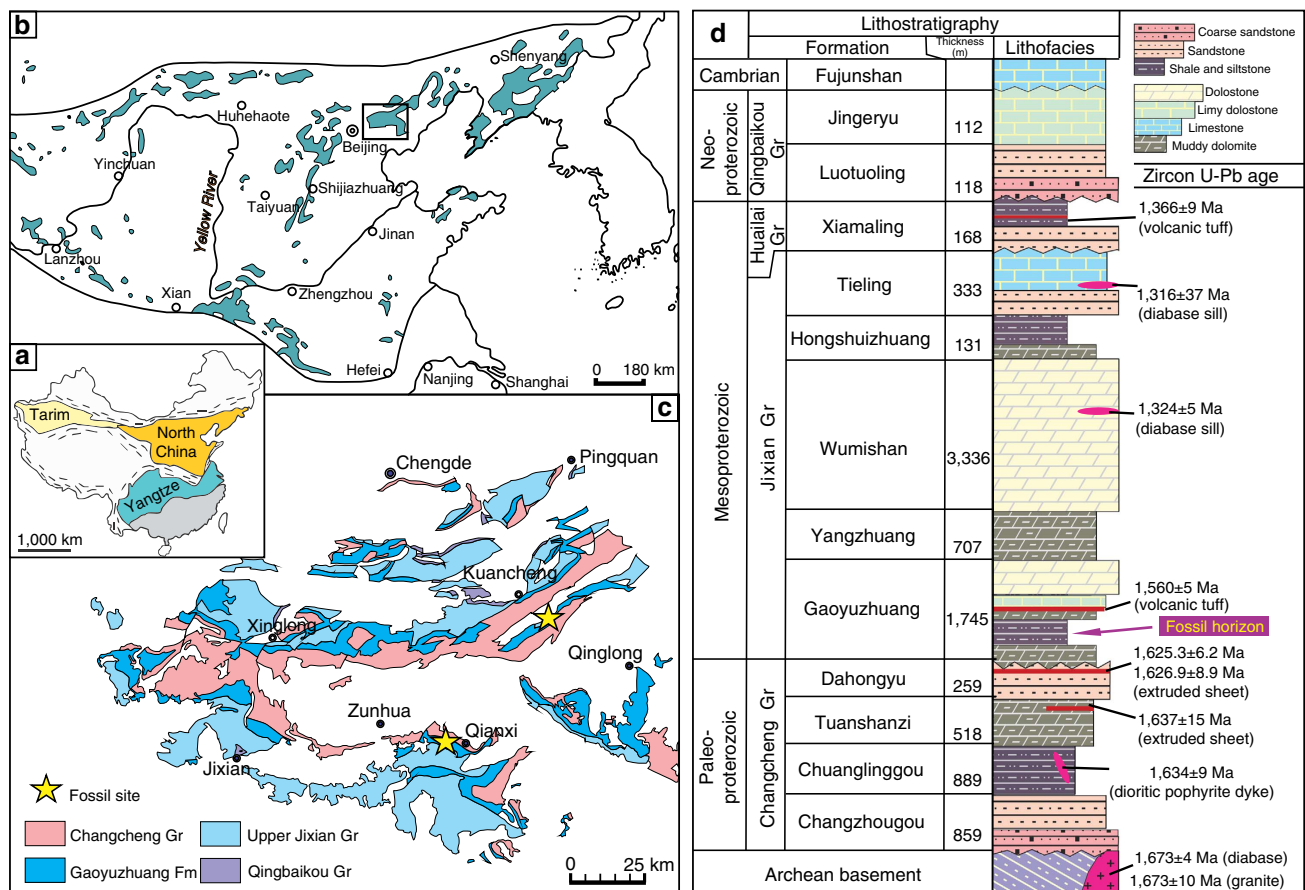 b
Shenyang
Huhehaote
Beijing
Yinchuan
Shijiazhuang
Taiyuan
Yellow River
Jinan
Lanzhou
Xian
Zhengzhou
Hefei
Nanjing
Shanghai
0 180 km
a
Tarim
North
China
Yangtze
1,000 km
c
Chengde
Pingquan
Kuancheng
Xinglong
Qinglong
Zunhua
Qianxi
Jixian
Fossil site
Changcheng Gr
Upper Jixian Gr
Gaoyuzhuang Fm
Qingbaikou Gr
0 25 km
d
Lithostratigraphy
Formation
Thickness
(m)
Lithofacies
Coarse sandstone
Sandstone
Shale and siltstone
Dolostone
Limy dolostone
Limestone
Muddy dolomite
Zircon U-Pb age
Cambrian
Fujunshan
Neo-
proterozoic
Qingbaikou
Gr
Jingeryu
112
Luotuoling
118
Mesoproterozoic
Huailai
Gr
Xiamaling
168
1,366±9 Ma
(volcanic tuff)
Jixian Gr
Tieling
333
1,316±37 Ma
(diabase sill)
Hongshuizhuang
131
Wumishan
3,336
1,324±5 Ma
(diabase sill)
Yangzhuang
707
Gaoyuzhuang
1,745
1,560±5 Ma
(volcanic tuff)
Fossil horizon
Paleo-
proterozoic
Changcheng Gr
Dahongyu
259
1,625.3±6.2 Ma
1,626.9±8.9 Ma
(extruded sheet)
Tuanshanzi
518
1,637±15 Ma
(extruded sheet)
Chuanglinggou
889
1,634±9 Ma
(dioritic pophyrite dyke)
Changzhougou
859
Archean basement
1,673±4 Ma (diabase)
1,673±10 Ma (granite)